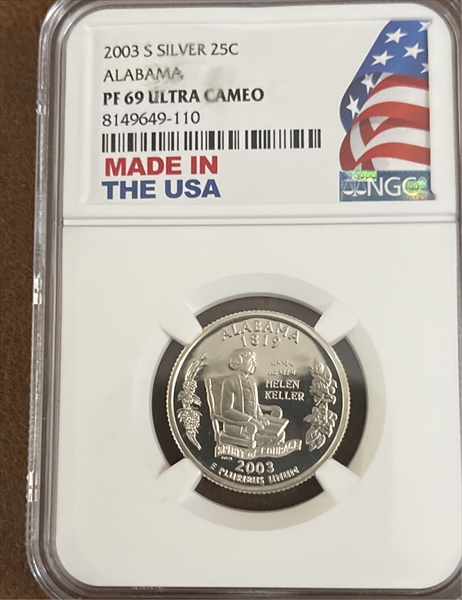 2003 S SILVER 25C
ALABAMA
PF 69 ULTRA CAMEO
8149649-110
MADE IN
THE USA
NGC
ALABAMA
1819
HELEN
KELLER
SPIRIT of COURAGE
2003
E PLURIBUS UNUM